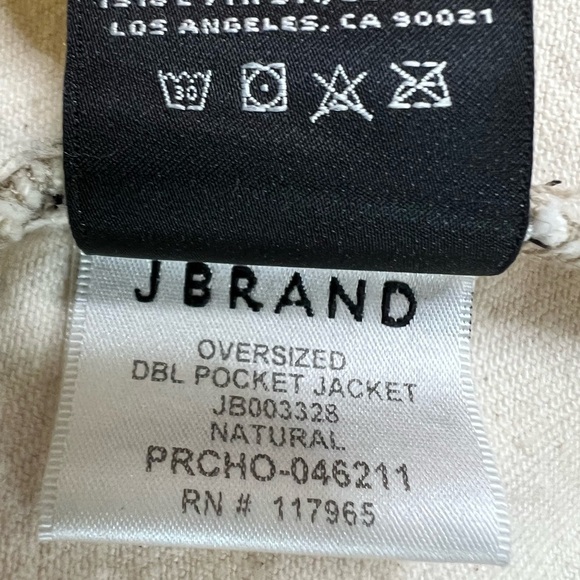 LOS ANGELES, CA 90021
30
J BRAND
OVERSIZED
DBL POCKET JACKET
JB003328
NATURAL
PRCHO-046211
RN # 117965